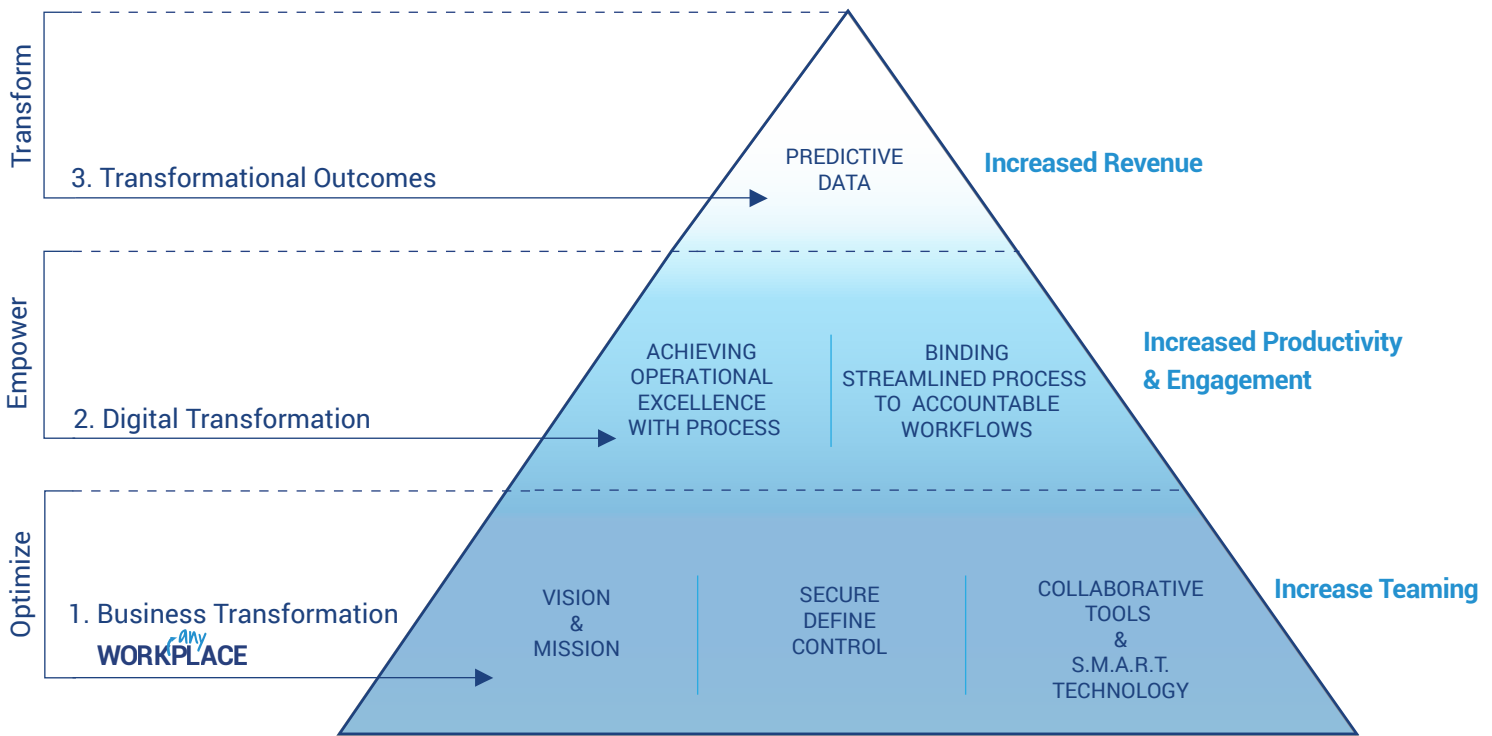 Transform
3. Transformational Outcomes
PREDICTIVE
DATA
Increased Revenue
Empower
2. Digital Transformation
ACHIEVING
OPERATIONAL
EXCELLENCE
WITH PROCESS
BINDING
STREAMLINED PROCESS
TO ACCOUNTABLE
WORKFLOWS
Increased Productivity
& Engagement
Optimize
1. Business Transformation
any
WORKPLACE
VISION
&
MISSION
SECURE
DEFINE
CONTROL
COLLABORATIVE
TOOLS
&
S.M.A.R.T.
TECHNOLOGY
Increase Teaming